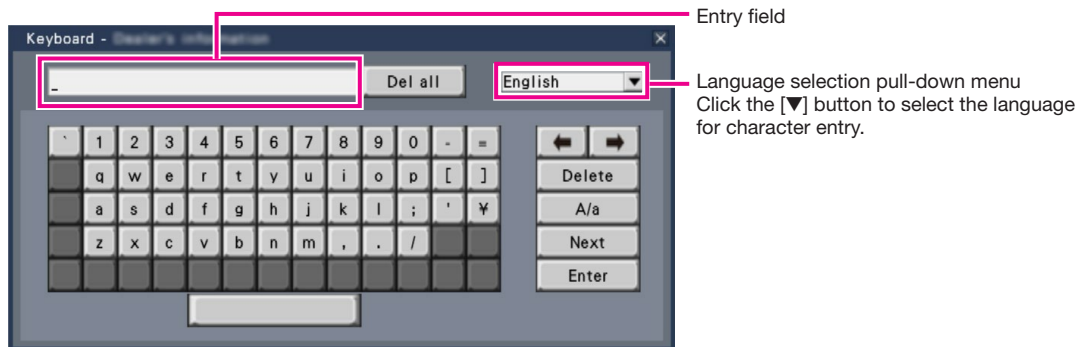 Entry field
Keyboard -
_ Del all English ▼
Language selection pull-down menu
Click the [▼] button to select the language
for character entry.
` 1 2 3 4 5 6 7 8 9 0 - = ← →
q w e r t y u i o p [ ] Delete
a s d f g h j k l ; ' ¥ A/a
z x c v b n m , . / Next
Enter